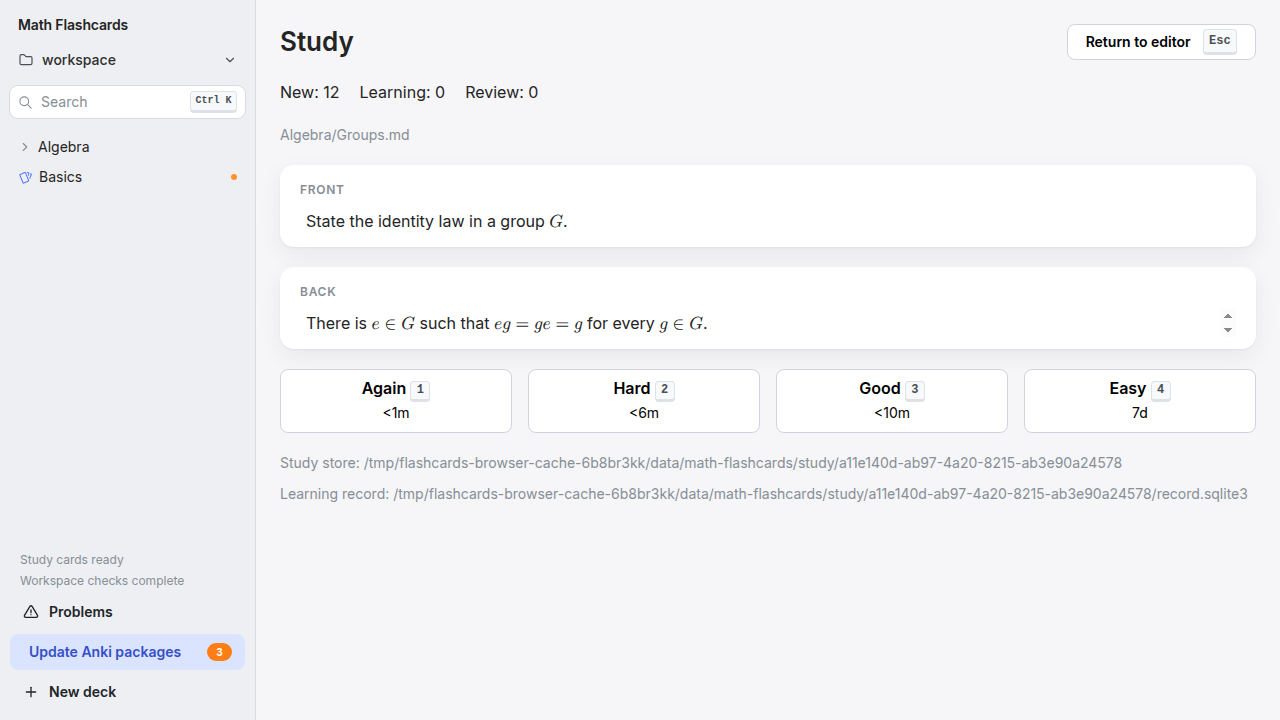 Math Flashcards
workspace
Search Ctrl K
Algebra
Basics
Study cards ready
Workspace checks complete
Problems
Update Anki packages 3
New deck
Study
Return to editor Esc
New: 12 Learning: 0 Review: 0
Algebra/Groups.md
FRONT
State the identity law in a group G.
BACK
There is e ∈ G such that eg = ge = g for every g ∈ G.
Again 1 Hard 2 Good 3 Easy 4
<1m <6m <10m 7d
Study store: /tmp/flashcards-browser-cache-6b8br3kk/data/math-flashcards/study/a11e140d-ab97-4a20-8215-ab3e90a24578
Learning record: /tmp/flashcards-browser-cache-6b8br3kk/data/math-flashcards/study/a11e140d-ab97-4a20-8215-ab3e90a24578/record.sqlite3